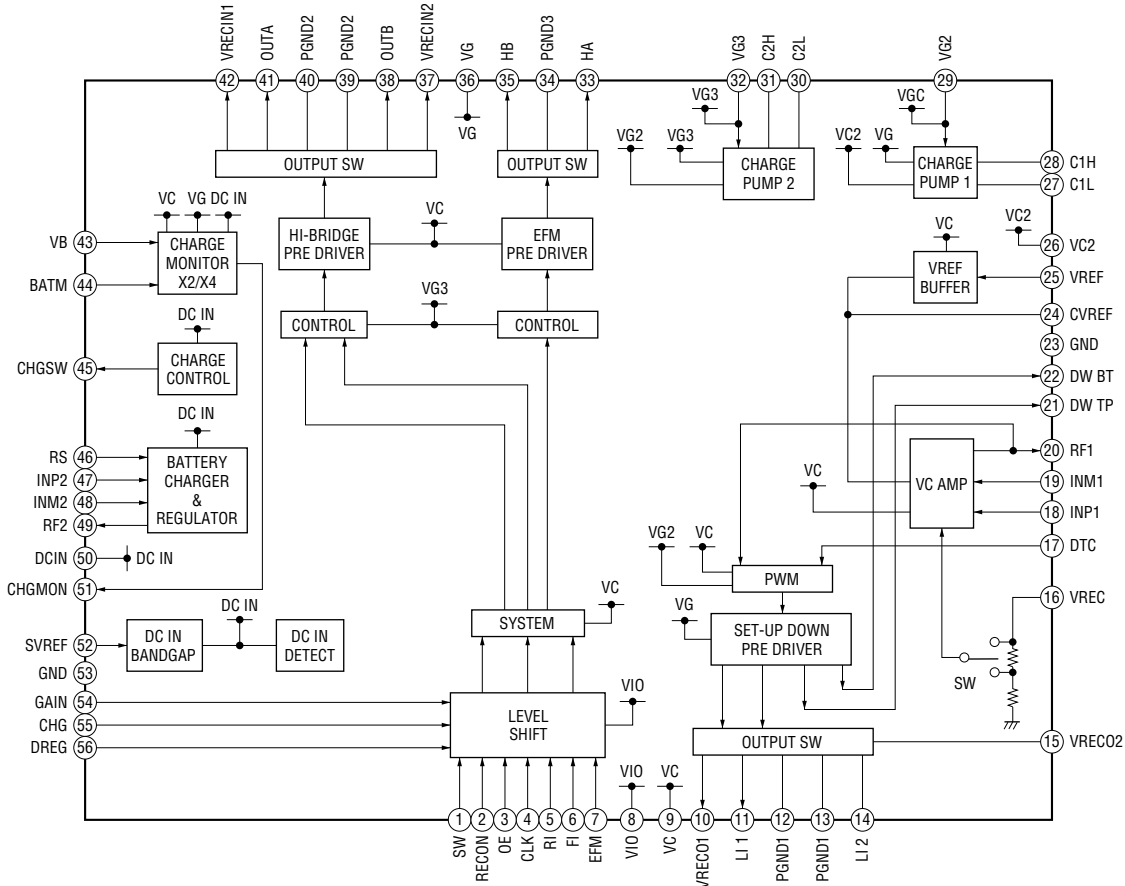 VRECIN1
OUTA
PGND2
PGND2
OUTB
VRECIN2
VG
HB
PGND3
HA
VG3
C2H
C2L
VG2
42
41
40
39
38
37
36
35
34
33
32
31
30
29
VG
VG3
VGC
VG2
VG3
VC2
VG
OUTPUT SW
OUTPUT SW
CHARGE
PUMP 2
CHARGE
PUMP 1
28
C1H
27
C1L
VC
VG
DC IN
VC
VC
VC2
VB
43
CHARGE
MONITOR
X2/X4
HI-BRIDGE
PRE DRIVER
EFM
PRE DRIVER
26
VC2
BATM
44
VREF
BUFFER
25
VREF
VG3
DC IN
CONTROL
CONTROL
24
CVREF
23
GND
CHGSW
45
CHARGE
CONTROL
22
DW BT
21
DW TP
DC IN
RS
46
INP2
47
INM2
48
RF2
49
BATTERY
CHARGER
&
REGULATOR
VC AMP
VC
20
RF1
19
INM1
18
INP1
17
DTC
DCIN
50
DC IN
VG2
VC
CHGMON
51
PWM
16
VREC
DC IN
VC
VG
SYSTEM
SVREF
52
DC IN
BANDGAP
DC IN
DETECT
SET-UP DOWN
PRE DRIVER
GND
53
SW
GAIN
54
CHG
55
DREG
56
LEVEL
SHIFT
VIO
OUTPUT SW
15
VRECO2
VIO
VC
1
2
3
4
5
6
7
8
9
10
11
12
13
14
SW
RECON
OE
CLK
RI
FI
EFM
VIO
VC
VRECO1
LI 1
PGND1
PGND1
LI 2